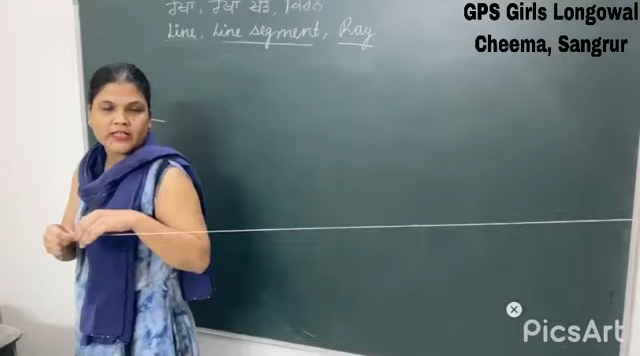 ਰੇਖਾ, ਰੇਖਾ ਖੰਡ, ਕਿਰਨ
Line, Line segment, Ray
GPS Girls Longowal
Cheema, Sangrur
PicsArt